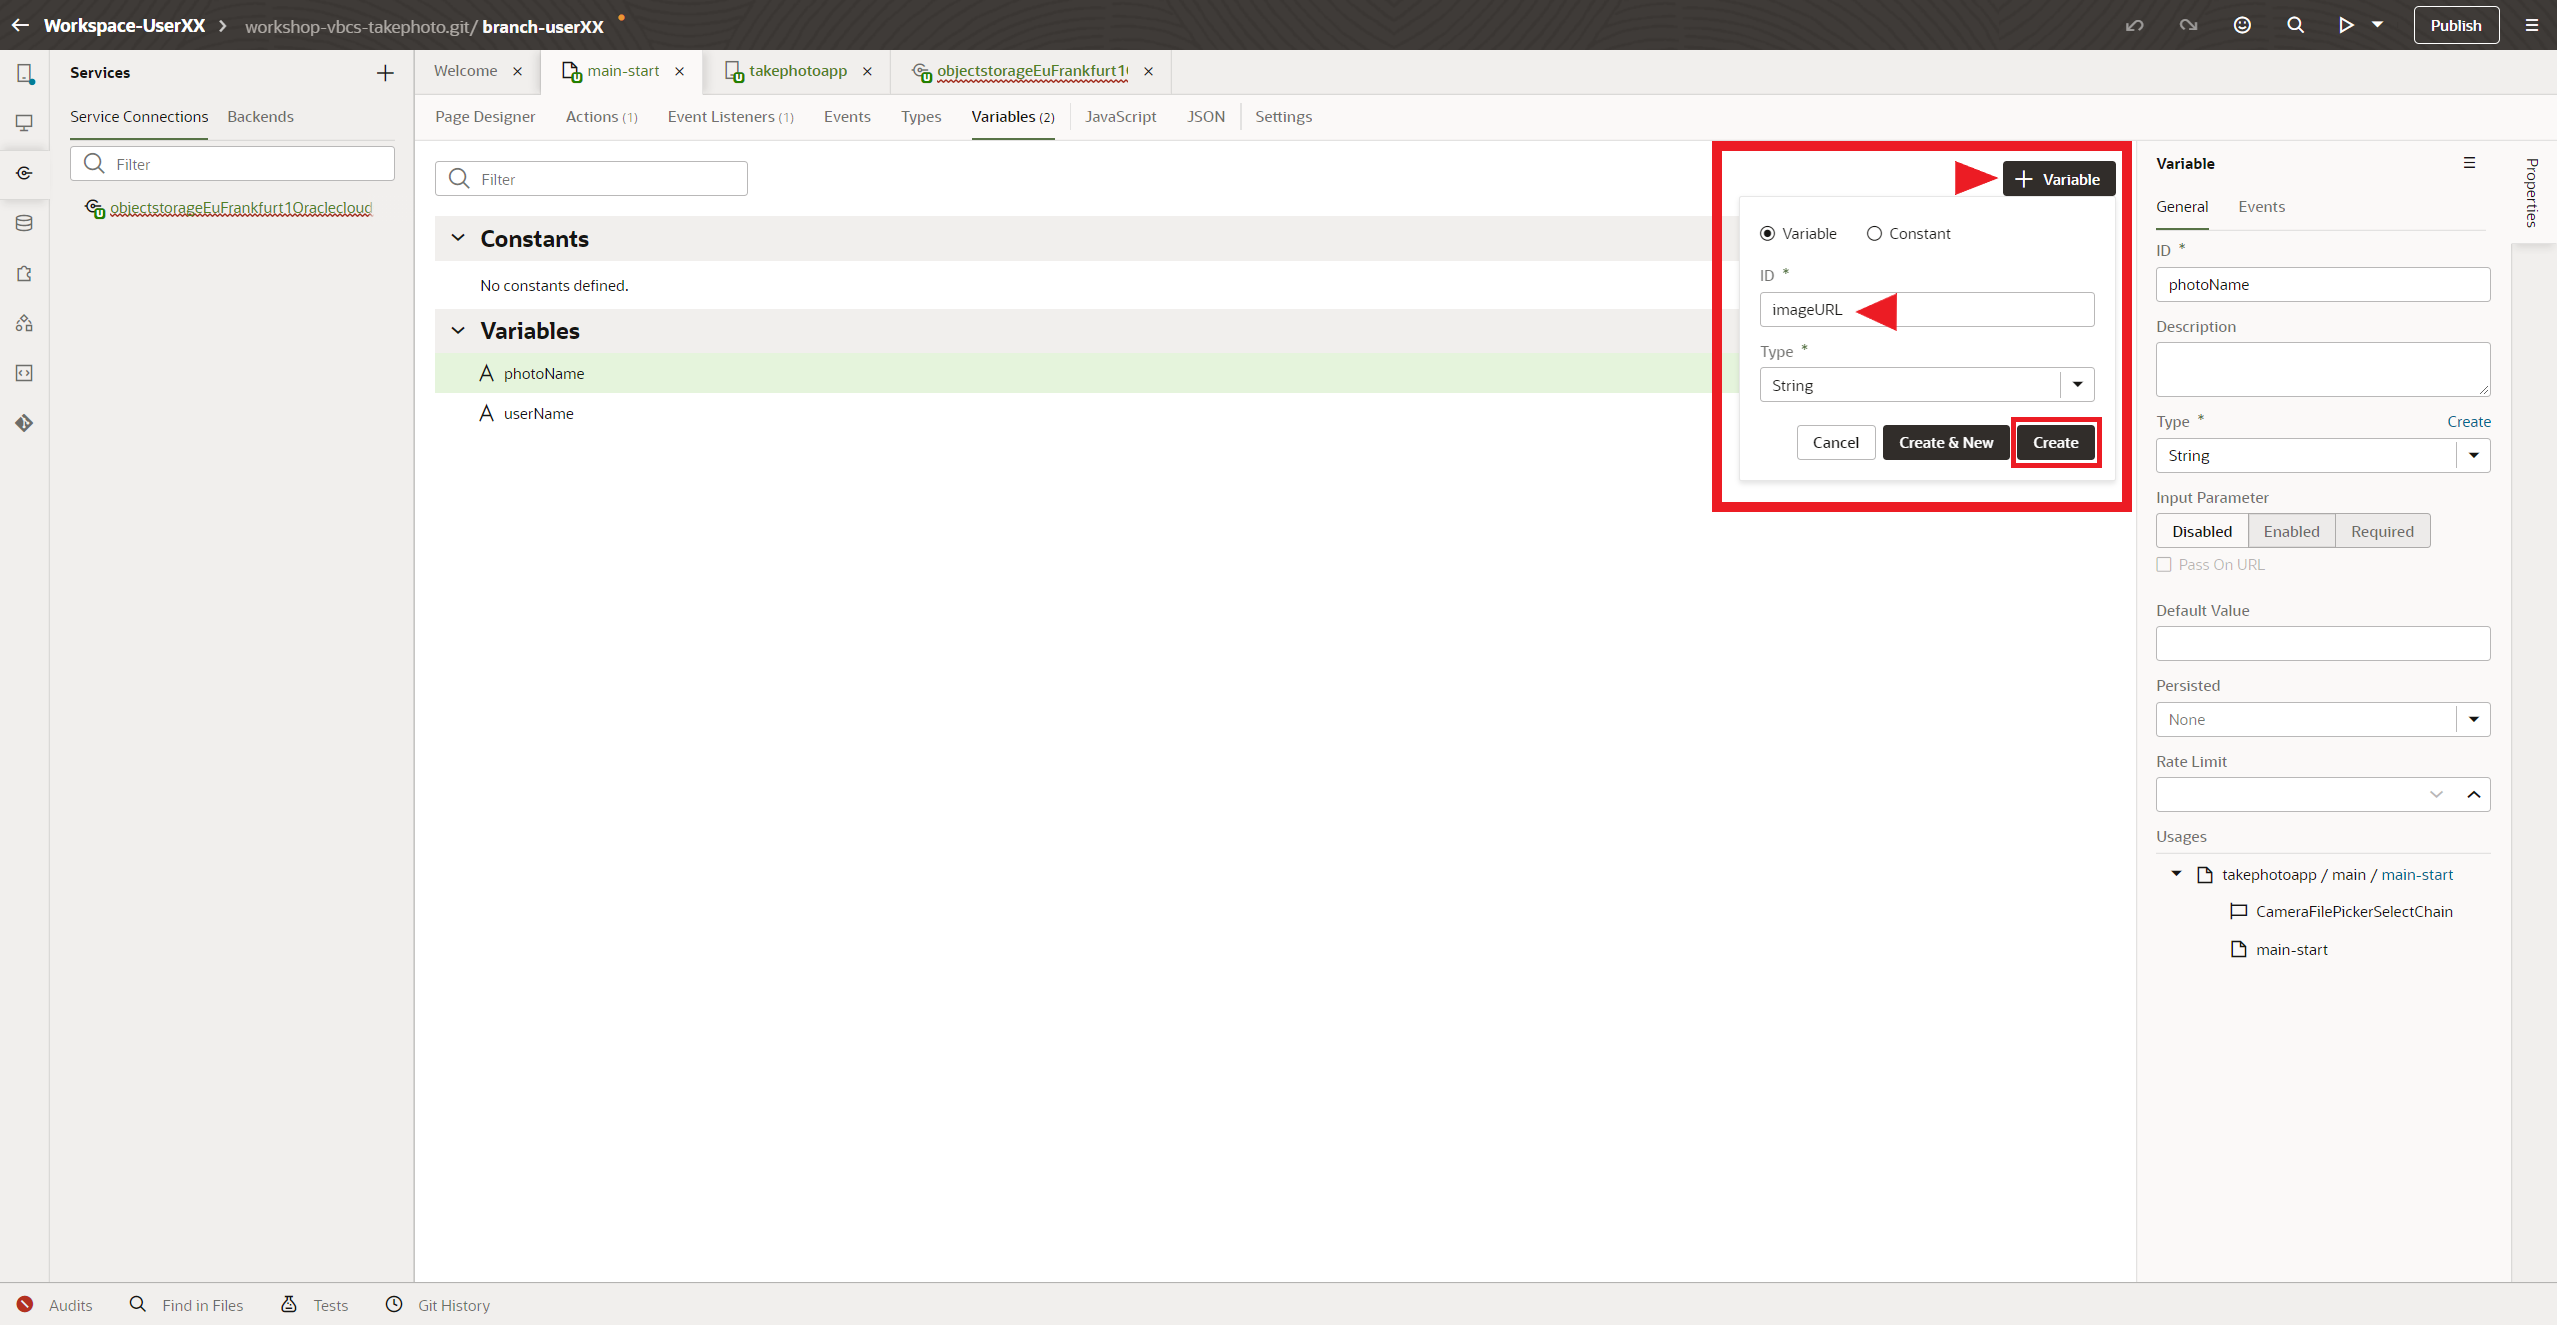 Workspace-UserXX workshop-vbcs-takephoto.git/ branch-userXX
Publish
Services
Service Connections Backends
Filter
objectstorageEuFrankfurt1Oraclecloud
Welcome main-start takephotoapp objectstorageEuFrankfurt1
Page Designer Actions (1) Event Listeners (1) Events Types Variables (2) JavaScript JSON Settings
Filter
Constants
No constants defined.
Variables
photoName
userName
Variable
Variable Constant
ID *
imageURL
Type *
String
Cancel Create & New Create
Variable
Properties
General Events
ID *
photoName
Description
Type * Create
String
Input Parameter
Disabled Enabled Required
Pass On URL
Default Value
Persisted
None
Rate Limit
Usages
takephotoapp / main / main-start
CameraFilePickerSelectChain
main-start
Audits Find in Files Tests Git History